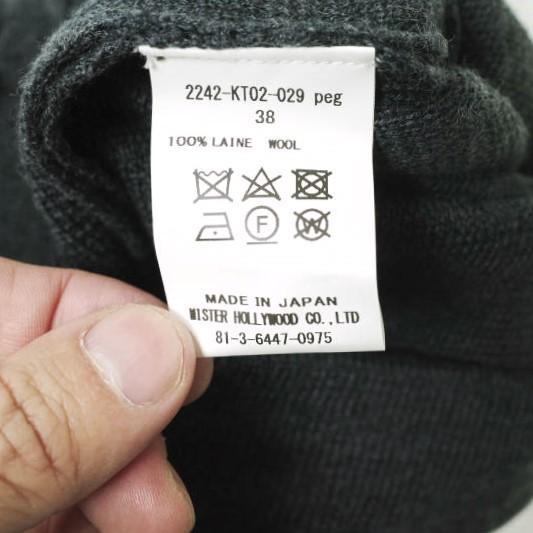 2242-KT02-029 peg
38
100% LAINE WOOL
F W
MADE IN JAPAN
MISTER HOLLYWOOD CO.,LTD
81-3-6447-0975